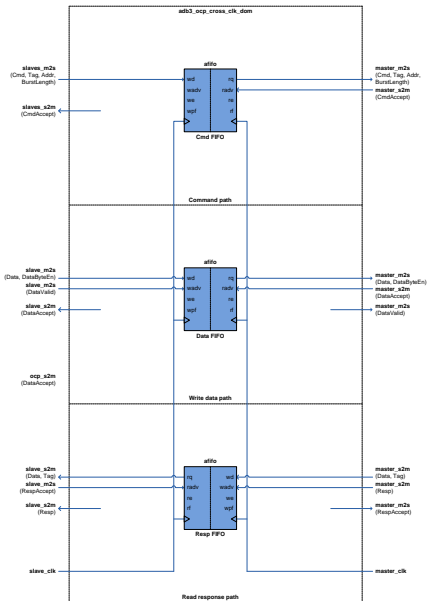 adb3_ocp_cross_clk_dom
slaves_m2s
(Cmd, Tag, Addr,
BurstLength)
slaves_s2m
(CmdAccept)
afifo
wd
wadv
we
wpf
rq
radv
re
rf
Cmd FIFO
master_m2s
(Cmd, Tag, Addr,
BurstLength)
master_s2m
(CmdAccept)
Command path
slave_m2s
(Data, DataByteEn)
slave_m2s
(DataValid)
slave_s2m
(DataAccept)
afifo
wd
wadv
we
wpf
rq
radv
re
rf
Data FIFO
master_m2s
(Data, DataByteEn)
master_s2m
(DataAccept)
master_m2s
(DataValid)
ocp_s2m
(DataAccept)
Write data path
slave_s2m
(Data, Tag)
slave_m2s
(RespAccept)
slave_s2m
(Resp)
afifo
rq
radv
re
rf
wd
wadv
we
wpf
Resp FIFO
master_s2m
(Data, Tag)
master_s2m
(Resp)
master_m2s
(RespAccept)
slave_clk
master_clk
Read response path